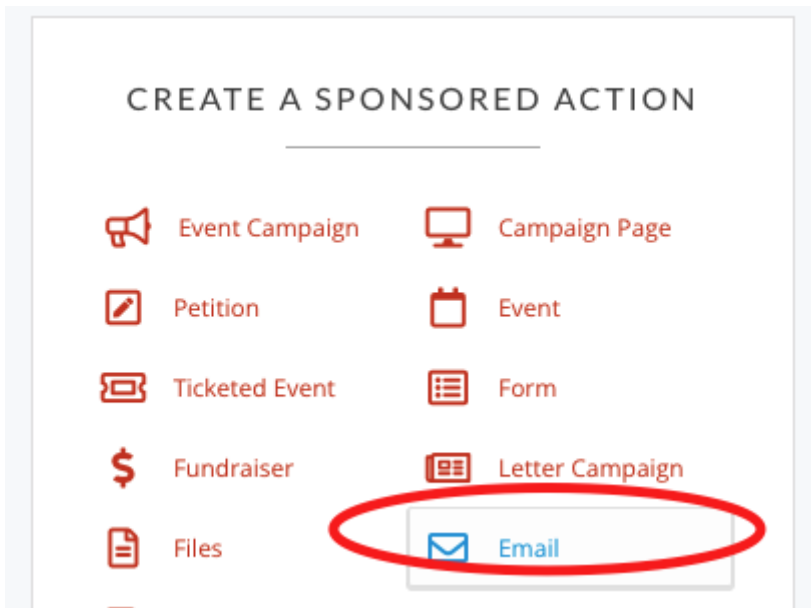 CREATE A SPONSORED ACTION
Event Campaign
Campaign Page
Petition
Event
Ticketed Event
Form
Fundraiser
Letter Campaign
Files
Email